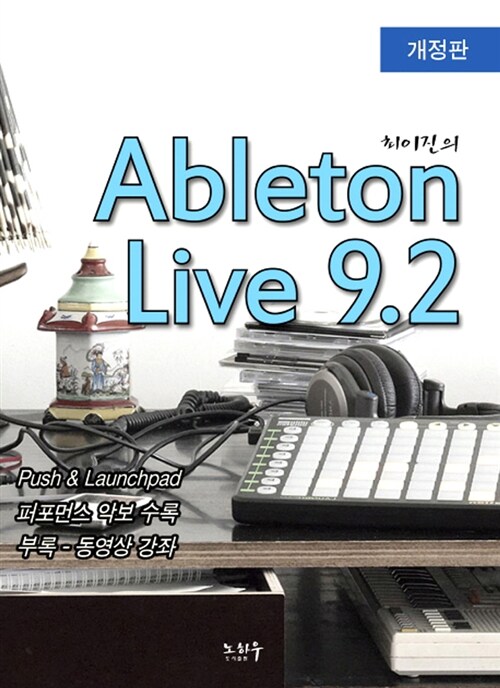 개정판
최이진의
Ableton
Live 9.2
Push & Launchpad
퍼포먼스 악보 수록
부록 - 동영상 강좌
노하우